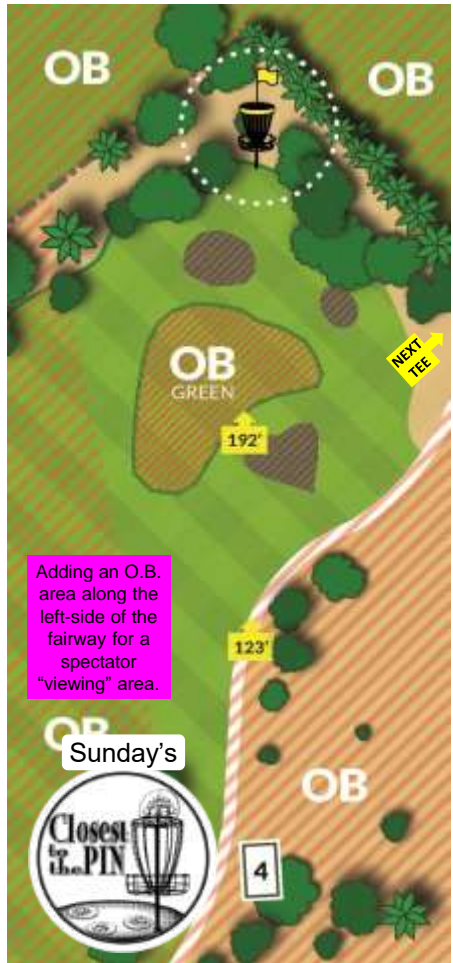 OB
OB
NEXT
TEE
OB
GREEN
192'
Adding an O.B.
area along the
left-side of the
fairway for a
spectator
"viewing" area.
123'
OB
Sunday's
OB
Closest
to
the PIN
4